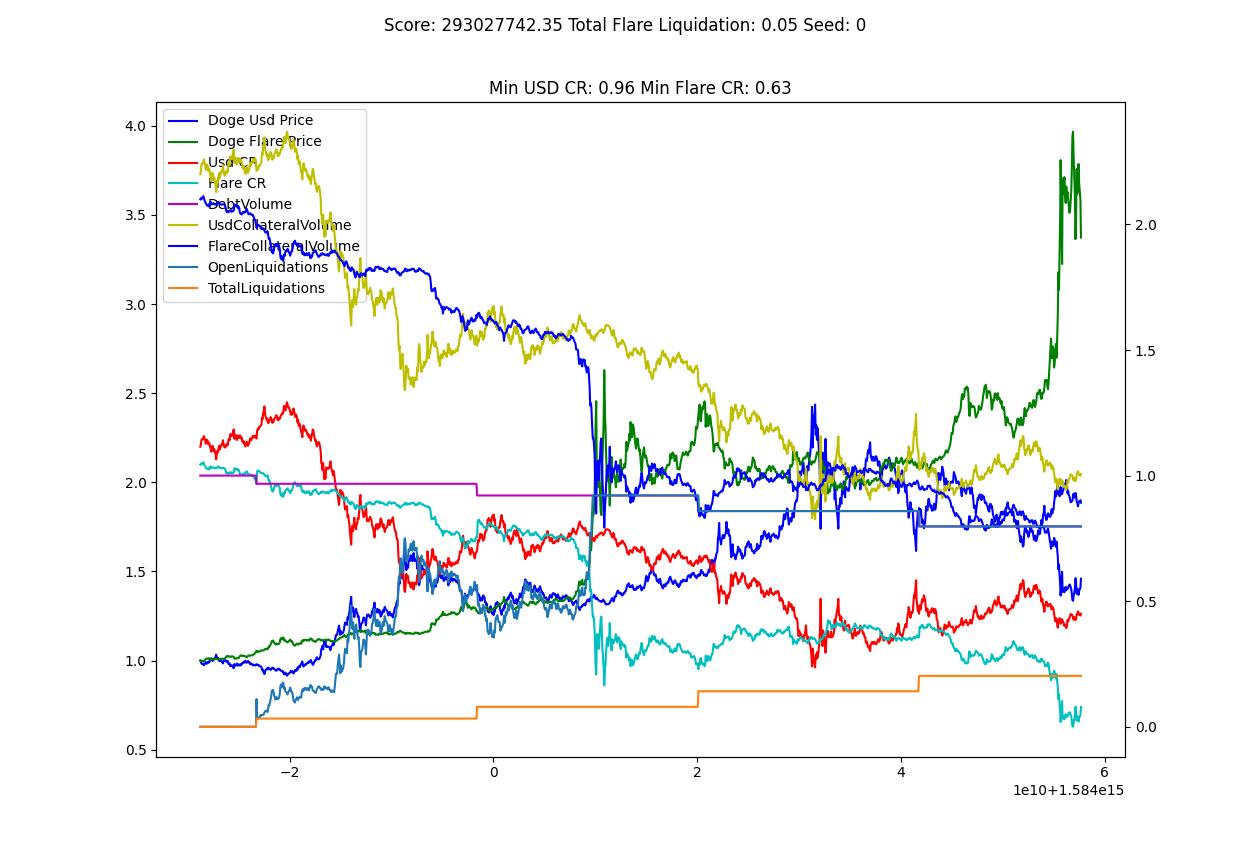 Score: 293027742.35 Total Flare Liquidation: 0.05 Seed: 0
Min USD CR: 0.96 Min Flare CR: 0.63
Doge Usd Price
Doge Flare Price
Usd CR
Flare CR
DebtVolume
UsdCollateralVolume
FlareCollateralVolume
OpenLiquidations
TotalLiquidations
4.0
3.5
3.0
2.5
2.0
1.5
1.0
0.5
2.0
1.5
1.0
0.5
0.0
−2 0 2 4 6
1e10+1.584e15